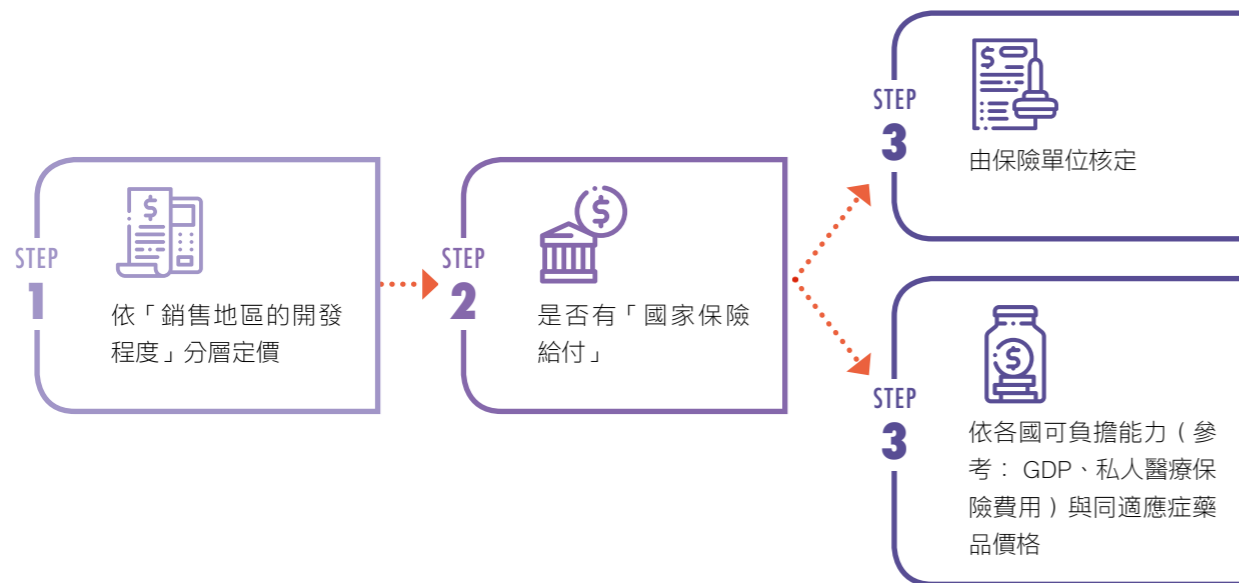 STEP
1
依「銷售地區的開發
程度」分層定價
STEP
2
是否有「國家保險
給付」
$
STEP
3
由保險單位核定
$
STEP
3
依各國可負擔能力（參
考： GDP、私人醫療保
險費用）與同適應症藥
品價格
$
$